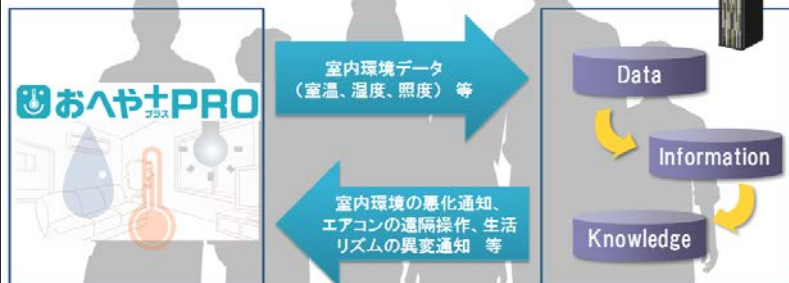 おへや+PRO
プラス
室内環境データ
(室温、湿度、照度) 等
室内環境の悪化通知、
エアコンの遠隔操作、生活
リズムの異変通知 等
Data
Information
Knowledge